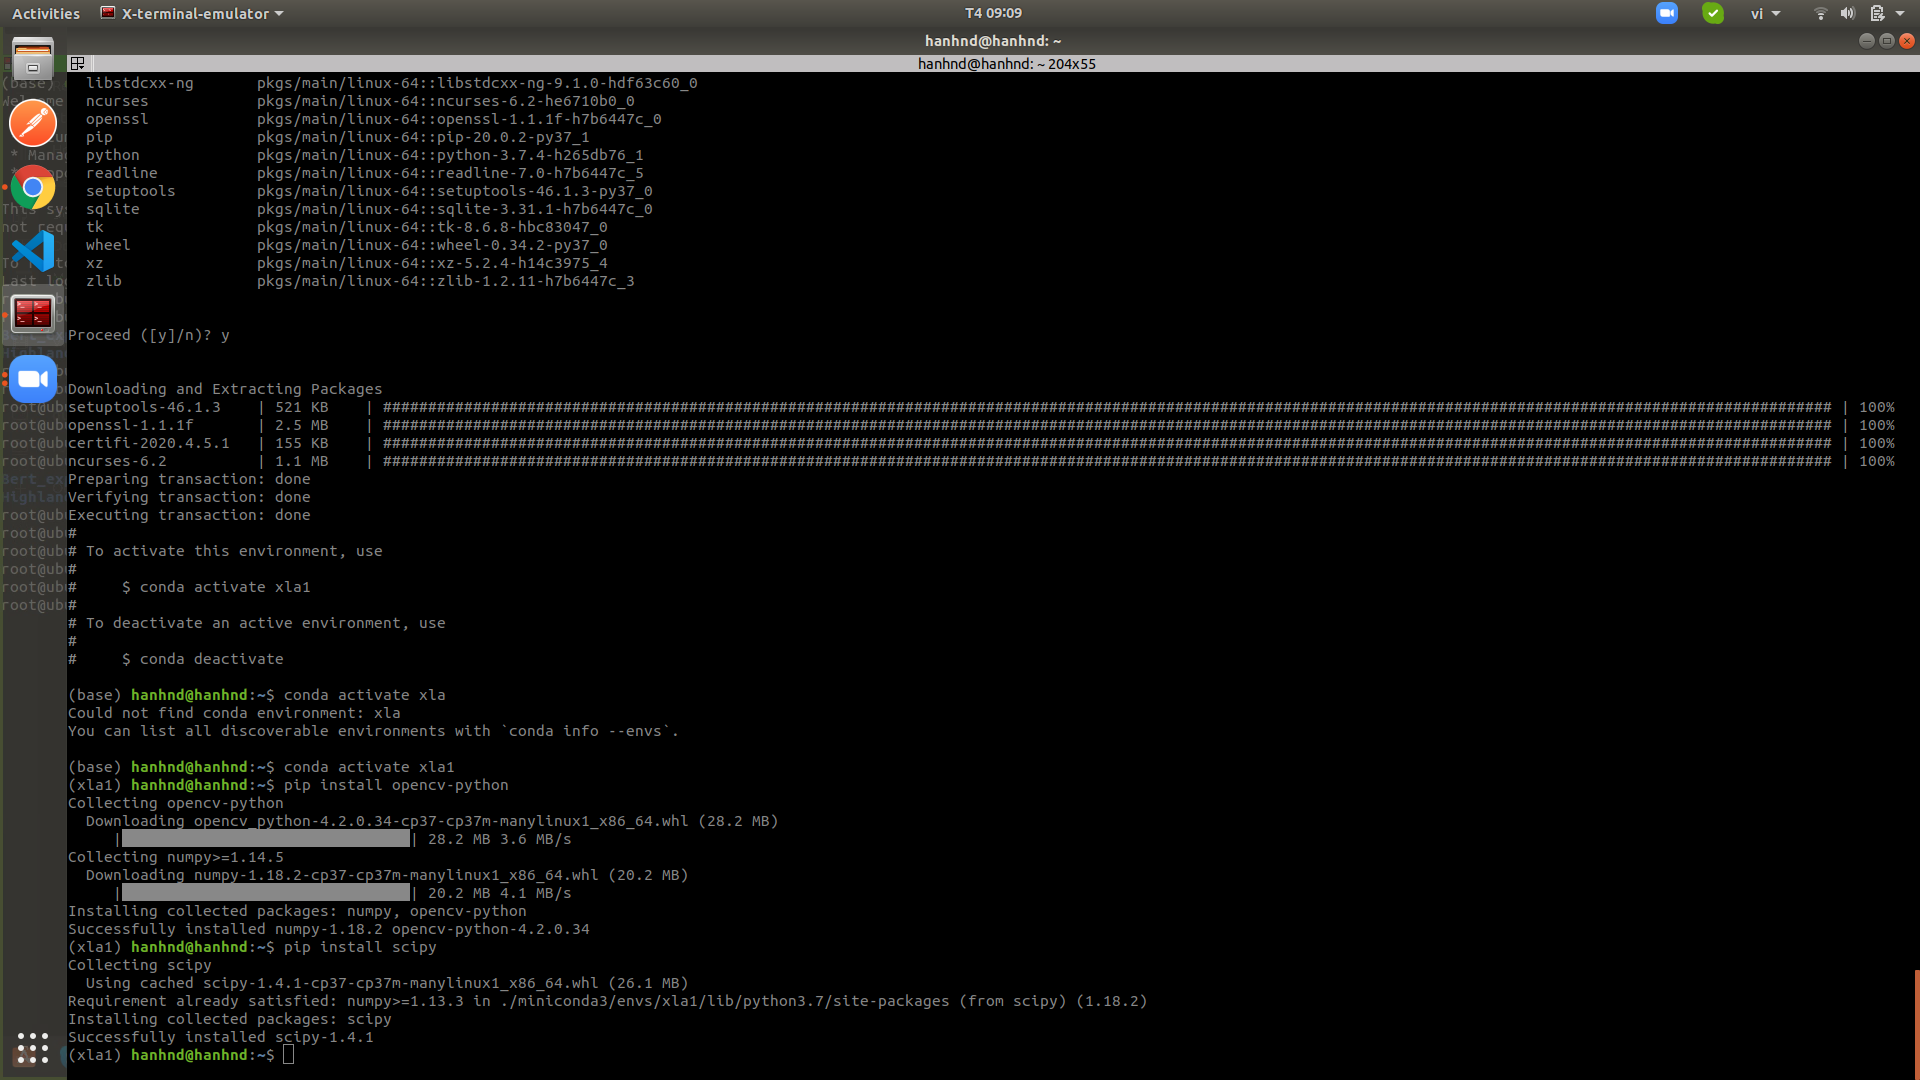 Activities X-terminal-emulator T4 09:09 vi
hanhnd@hanhnd: ~
hanhnd@hanhnd: ~ 204x55
libstdcxx-ng pkgs/main/linux-64::libstdcxx-ng-9.1.0-hdf63c60_0
ncurses pkgs/main/linux-64::ncurses-6.2-he6710b0_0
openssl pkgs/main/linux-64::openssl-1.1.1f-h7b6447c_0
pip pkgs/main/linux-64::pip-20.0.2-py37_1
python pkgs/main/linux-64::python-3.7.4-h265db76_1
readline pkgs/main/linux-64::readline-7.0-h7b6447c_5
setuptools pkgs/main/linux-64::setuptools-46.1.3-py37_0
sqlite pkgs/main/linux-64::sqlite-3.31.1-h7b6447c_0
tk pkgs/main/linux-64::tk-8.6.8-hbc83047_0
wheel pkgs/main/linux-64::wheel-0.34.2-py37_0
xz pkgs/main/linux-64::xz-5.2.4-h14c3975_4
zlib pkgs/main/linux-64::zlib-1.2.11-h7b6447c_3
Proceed ([y]/n)? y
Downloading and Extracting Packages
setuptools-46.1.3 | 521 KB | ################################################################################################################################################################# | 100%
openssl-1.1.1f | 2.5 MB | ################################################################################################################################################################# | 100%
certifi-2020.4.5.1 | 155 KB | ################################################################################################################################################################# | 100%
ncurses-6.2 | 1.1 MB | ################################################################################################################################################################# | 100%
Preparing transaction: done
Verifying transaction: done
Executing transaction: done
#
# To activate this environment, use
#
# $ conda activate xla1
#
# To deactivate an active environment, use
#
# $ conda deactivate
(base) hanhnd@hanhnd:~$ conda activate xla
Could not find conda environment: xla
You can list all discoverable environments with `conda info --envs`.
(base) hanhnd@hanhnd:~$ conda activate xla1
(xla1) hanhnd@hanhnd:~$ pip install opencv-python
Collecting opencv-python
Downloading opencv_python-4.2.0.34-cp37-cp37m-manylinux1_x86_64.whl (28.2 MB)
| | 28.2 MB 3.6 MB/s
Collecting numpy>=1.14.5
Downloading numpy-1.18.2-cp37-cp37m-manylinux1_x86_64.whl (20.2 MB)
| | 20.2 MB 4.1 MB/s
Installing collected packages: numpy, opencv-python
Successfully installed numpy-1.18.2 opencv-python-4.2.0.34
(xla1) hanhnd@hanhnd:~$ pip install scipy
Collecting scipy
Using cached scipy-1.4.1-cp37-cp37m-manylinux1_x86_64.whl (26.1 MB)
Requirement already satisfied: numpy>=1.13.3 in ./miniconda3/envs/xla1/lib/python3.7/site-packages (from scipy) (1.18.2)
Installing collected packages: scipy
Successfully installed scipy-1.4.1
(xla1) hanhnd@hanhnd:~$